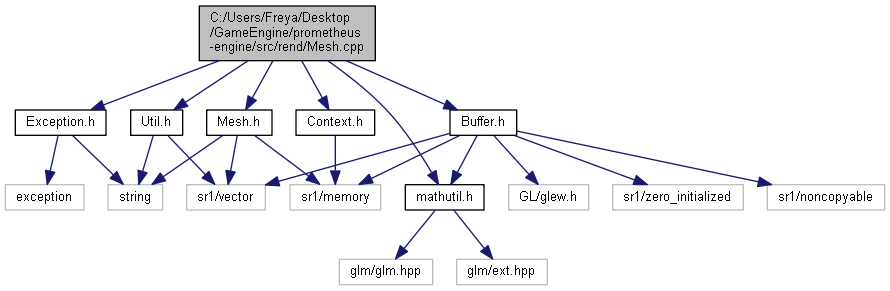 C:/Users/Freya/Desktop
/GameEngine/prometheus
-engine/src/rend/Mesh.cpp
Exception.h
Util.h
Mesh.h
Context.h
Buffer.h
exception
string
sr1/vector
sr1/memory
mathutil.h
GL/glew.h
sr1/zero_initialized
sr1/noncopyable
glm/glm.hpp
glm/ext.hpp